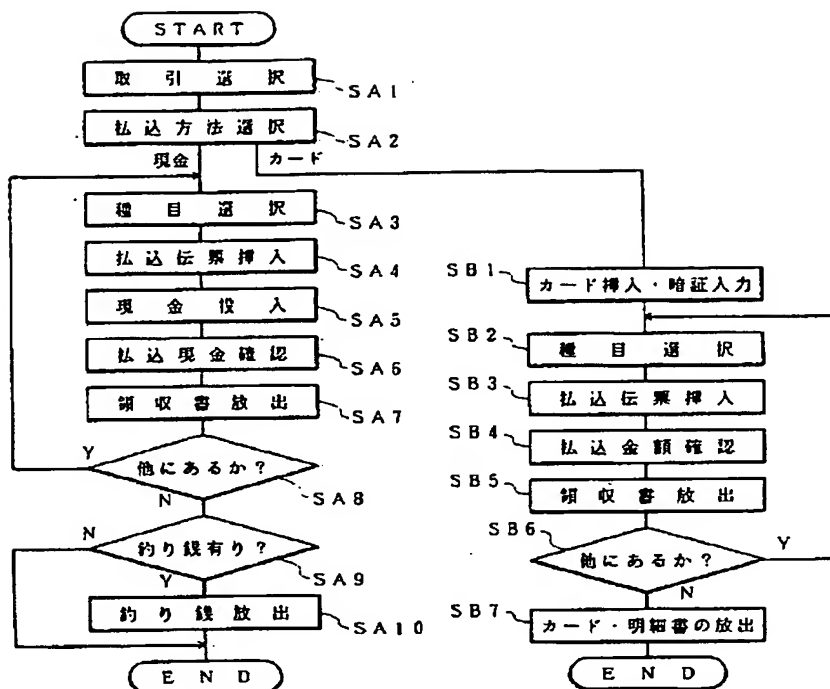 START
取引選択
SA1
払込方法選択
SA2
現金
カード
種目選択
SA3
払込伝票挿入
SA4
現金投入
SA5
払込現金確認
SA6
領収書放出
SA7
Y
他にあるか？
SA8
N
N
釣り銭有り？
SA9
Y
釣り銭放出
SA10
END
SB1
カード挿入・暗証入力
SB2
種目選択
SB3
払込伝票挿入
SB4
払込金額確認
SB5
領収書放出
SB6
他にあるか？
Y
N
SB7
カード・明細書の放出
END